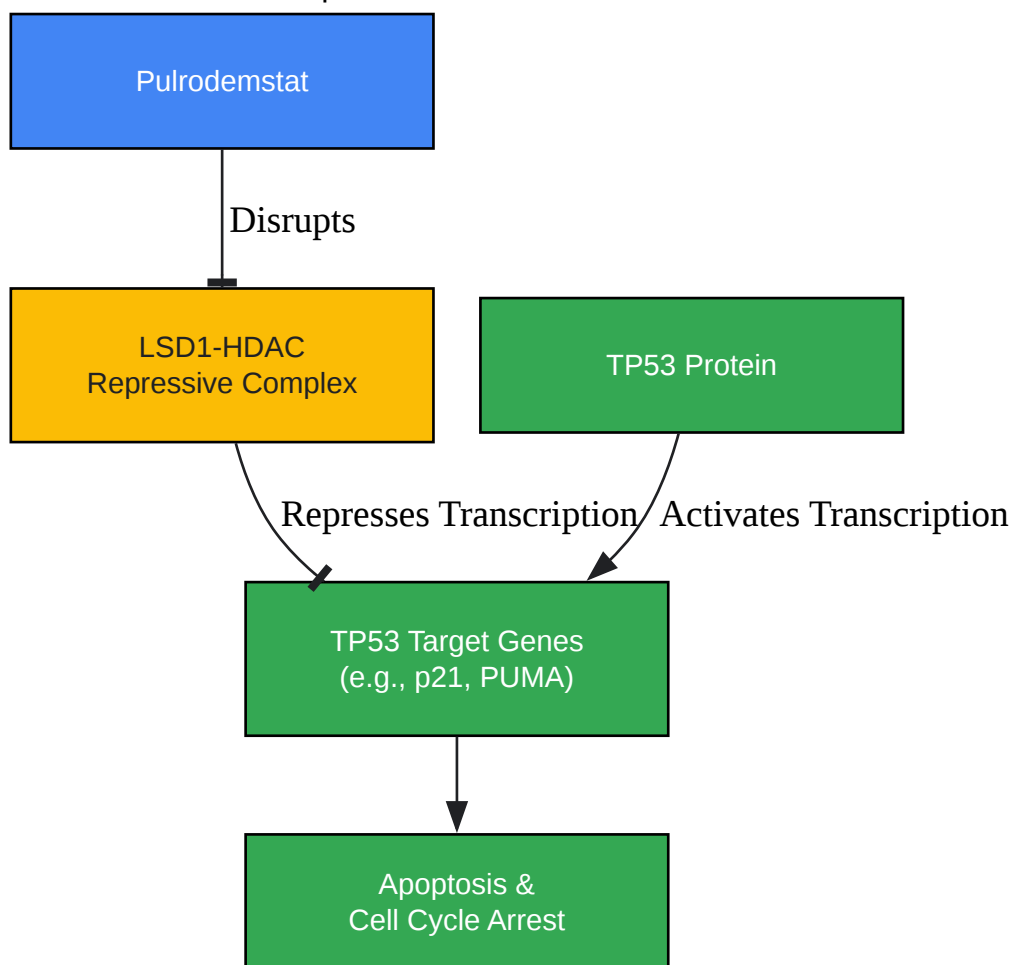 Pulrodemstat
Disrupts
LSD1-HDAC
Repressive Complex
TP53 Protein
Represses Transcription
Activates Transcription
TP53 Target Genes
(e.g., p21, PUMA)
Apoptosis &
Cell Cycle Arrest